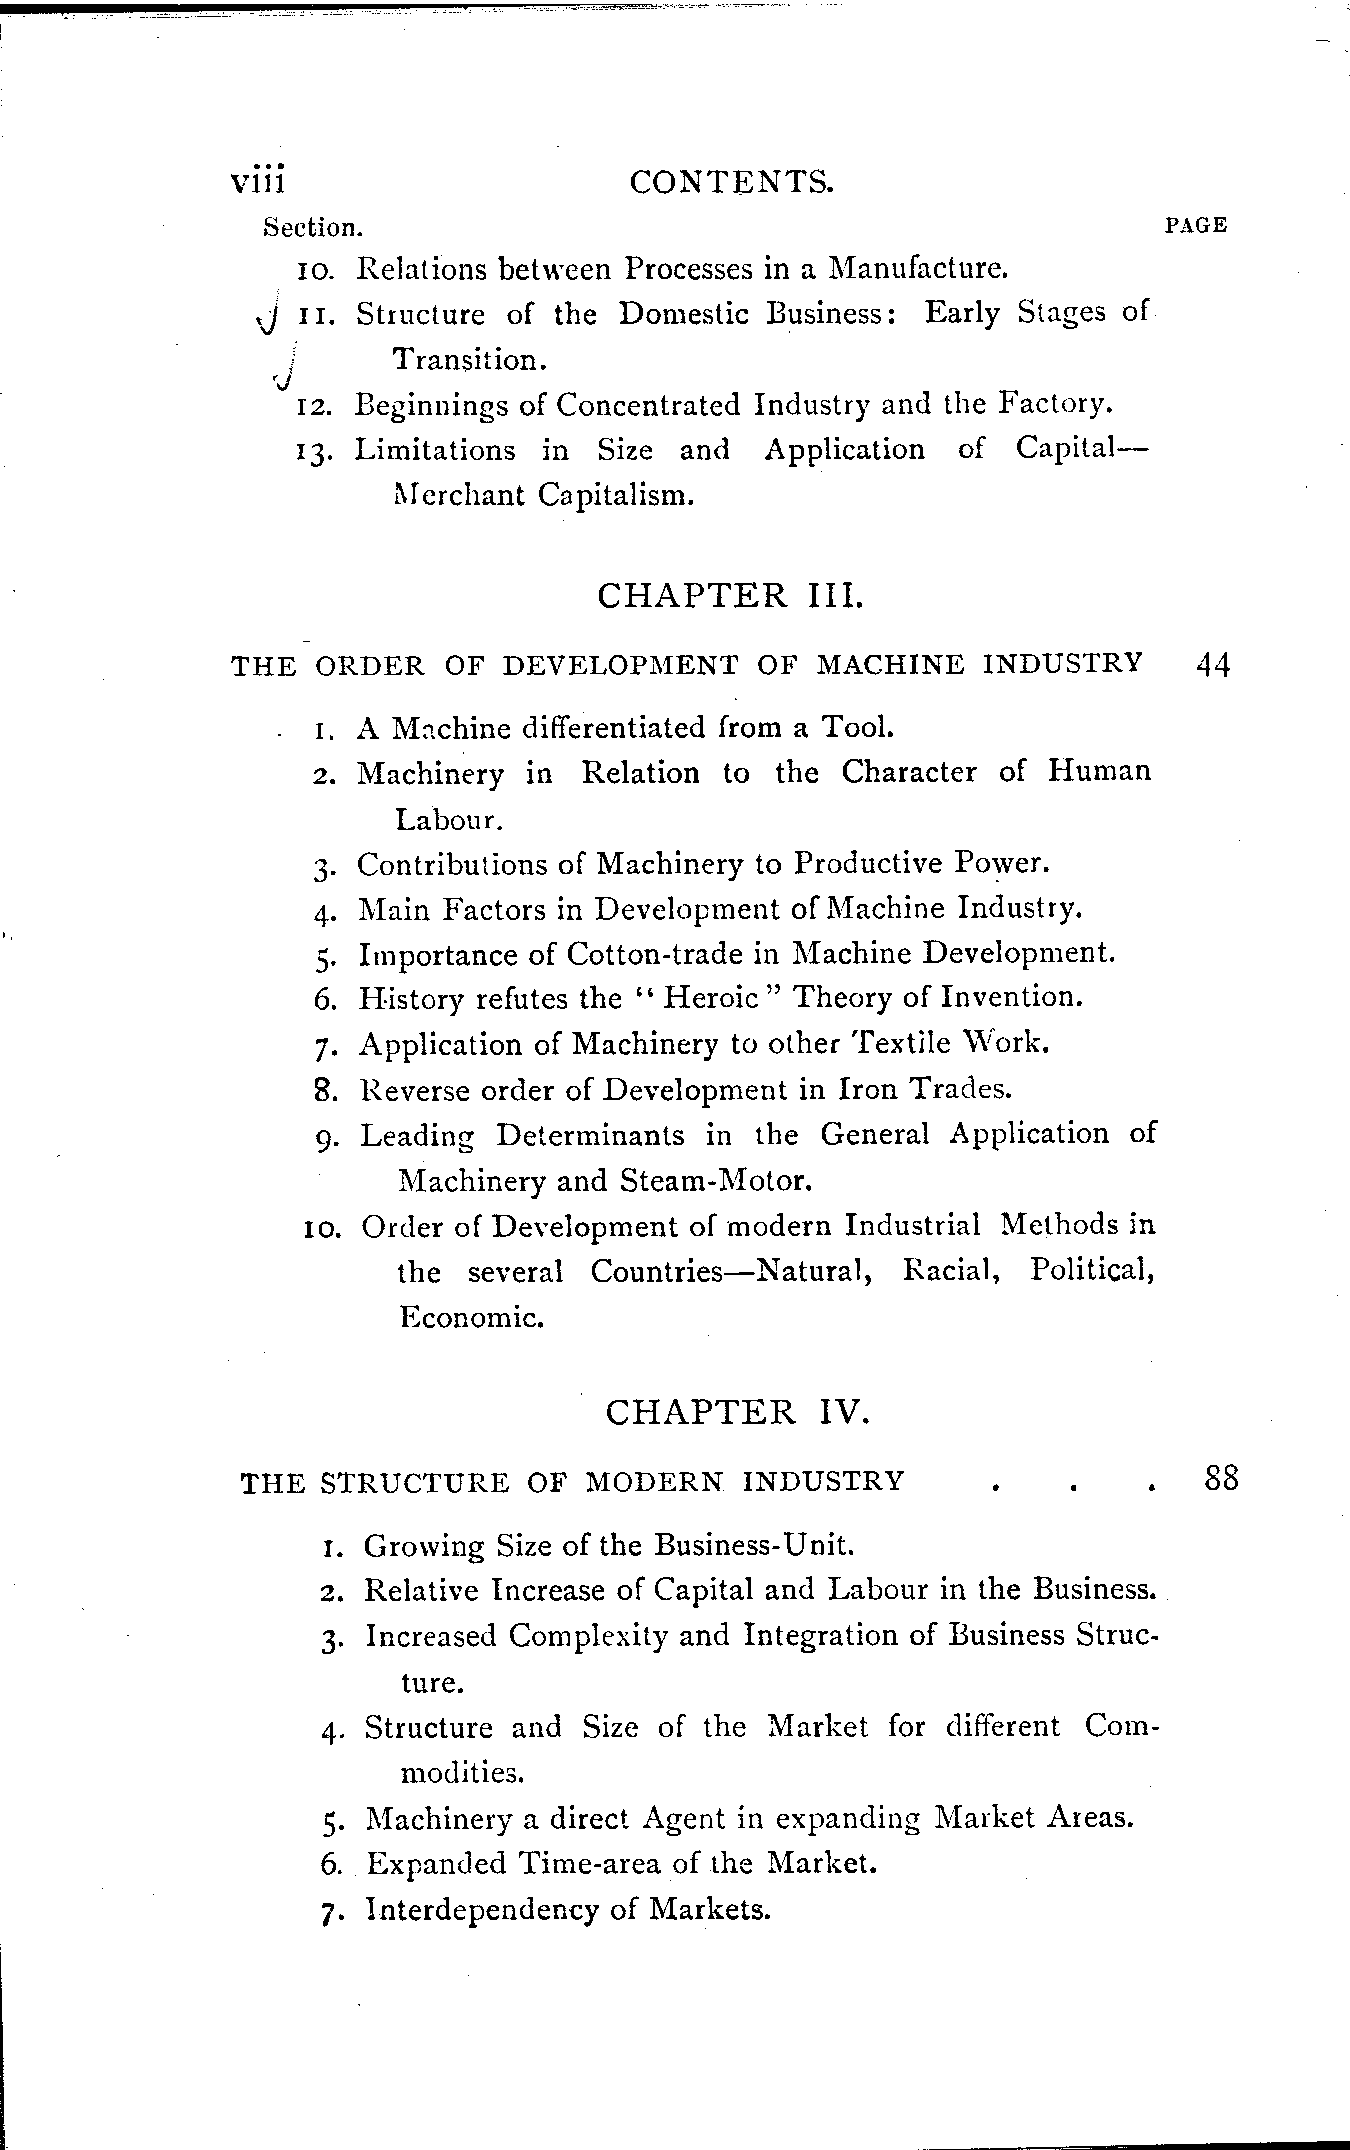 viii CONTENTS.
Section. PAGE
10. Relations between Processes in a Manufacture.
11. Structure of the Domestic Business: Early Stages of
Transition.
12. Beginnings of Concentrated Industry and the Factory.
13. Limitations in Size and Application of Capital—
Merchant Capitalism.
CHAPTER III.
THE ORDER OF DEVELOPMENT OF MACHINE INDUSTRY 44
1. A Machine differentiated from a Tool.
2. Machinery in Relation to the Character of Human
Labour.
3. Contributions of Machinery to Productive Power.
4. Main Factors in Development of Machine Industry.
5. Importance of Cotton-trade in Machine Development.
6. History refutes the "Heroic" Theory of Invention.
7. Application of Machinery to other Textile Work.
8. Reverse order of Development in Iron Trades.
9. Leading Determinants in the General Application of
Machinery and Steam-Motor.
10. Order of Development of modern Industrial Methods in
the several Countries—Natural, Racial, Political,
Economic.
CHAPTER IV.
THE STRUCTURE OF MODERN INDUSTRY . . . 88
1. Growing Size of the Business-Unit.
2. Relative Increase of Capital and Labour in the Business.
3. Increased Complexity and Integration of Business Struc-
ture.
4. Structure and Size of the Market for different Com-
modities.
5. Machinery a direct Agent in expanding Market Areas.
6. Expanded Time-area of the Market.
7. Interdependency of Markets.